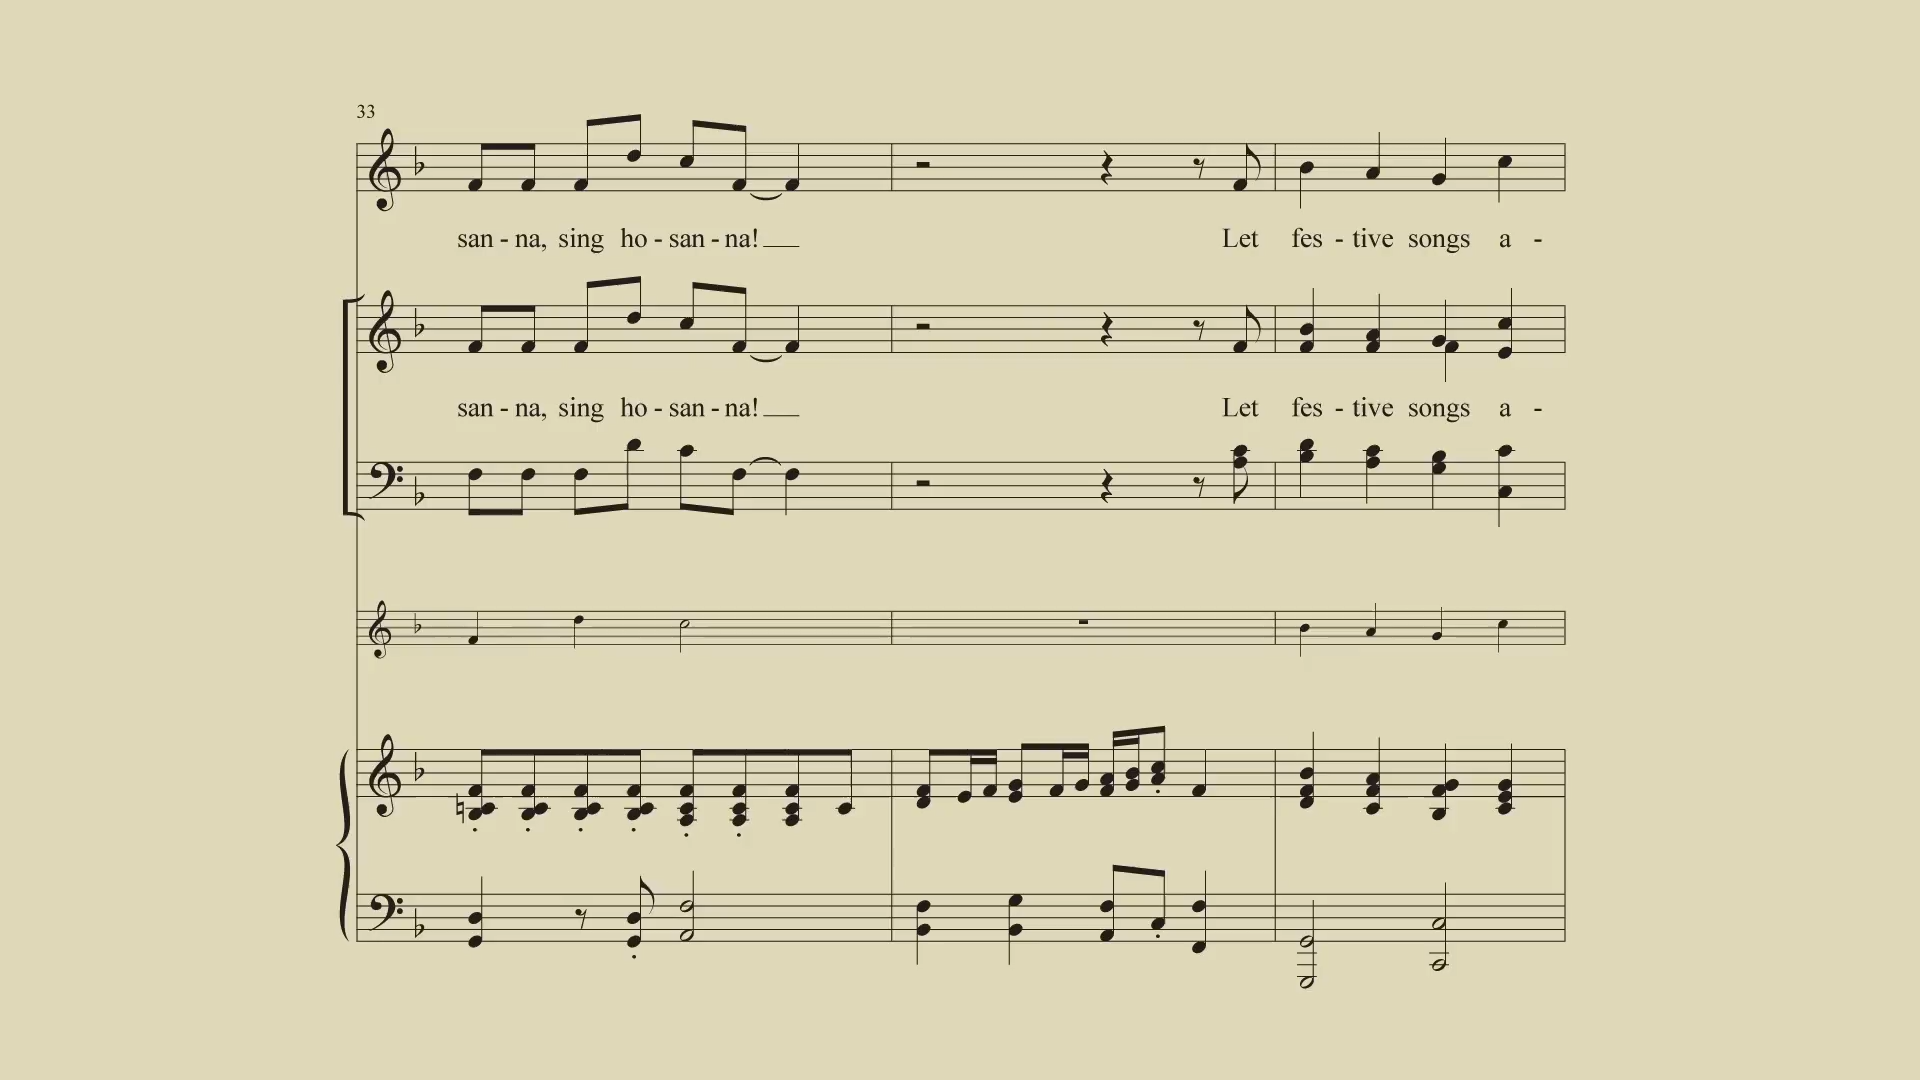 33
san - na, sing ho - san - na! Let fes - tive songs a -
san - na, sing ho - san - na! Let fes - tive songs a -